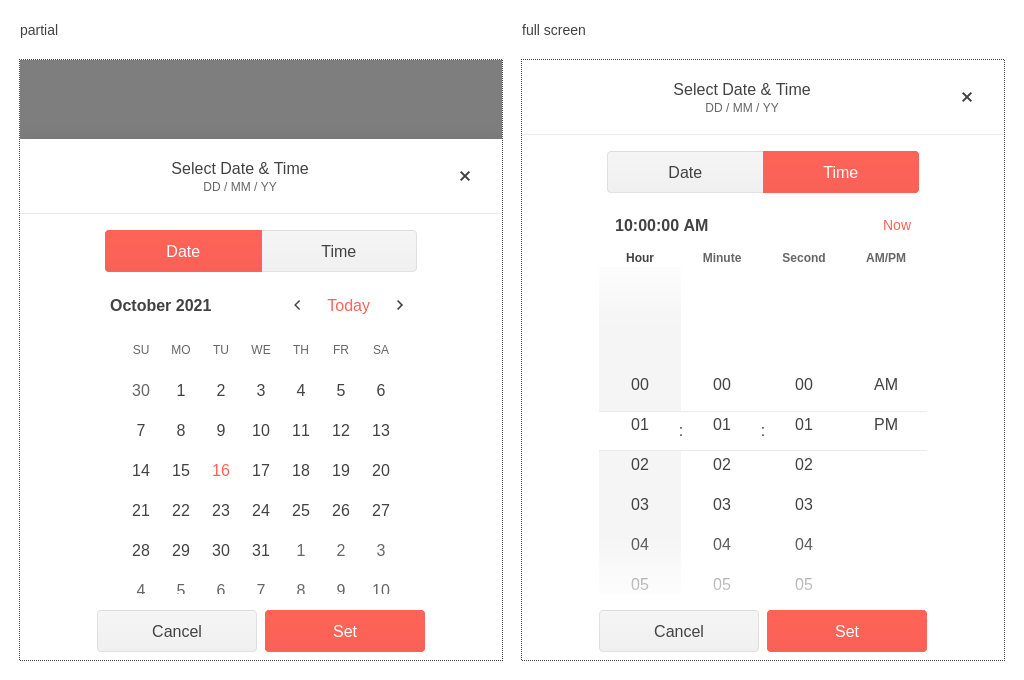 partial
Select Date & Time
DD / MM / YY
Date Time
October 2021 Today
SU MO TU WE TH FR SA
30 1 2 3 4 5 6
7 8 9 10 11 12 13
14 15 16 17 18 19 20
21 22 23 24 25 26 27
28 29 30 31 1 2 3
4 5 6 7 8 9 10
Cancel Set
full screen
Select Date & Time
DD / MM / YY
Date Time
10:00:00 AM Now
Hour Minute Second AM/PM
00 00 00 AM
01 : 01 : 01 PM
02 02 02
03 03 03
04 04 04
05 05 05
Cancel Set